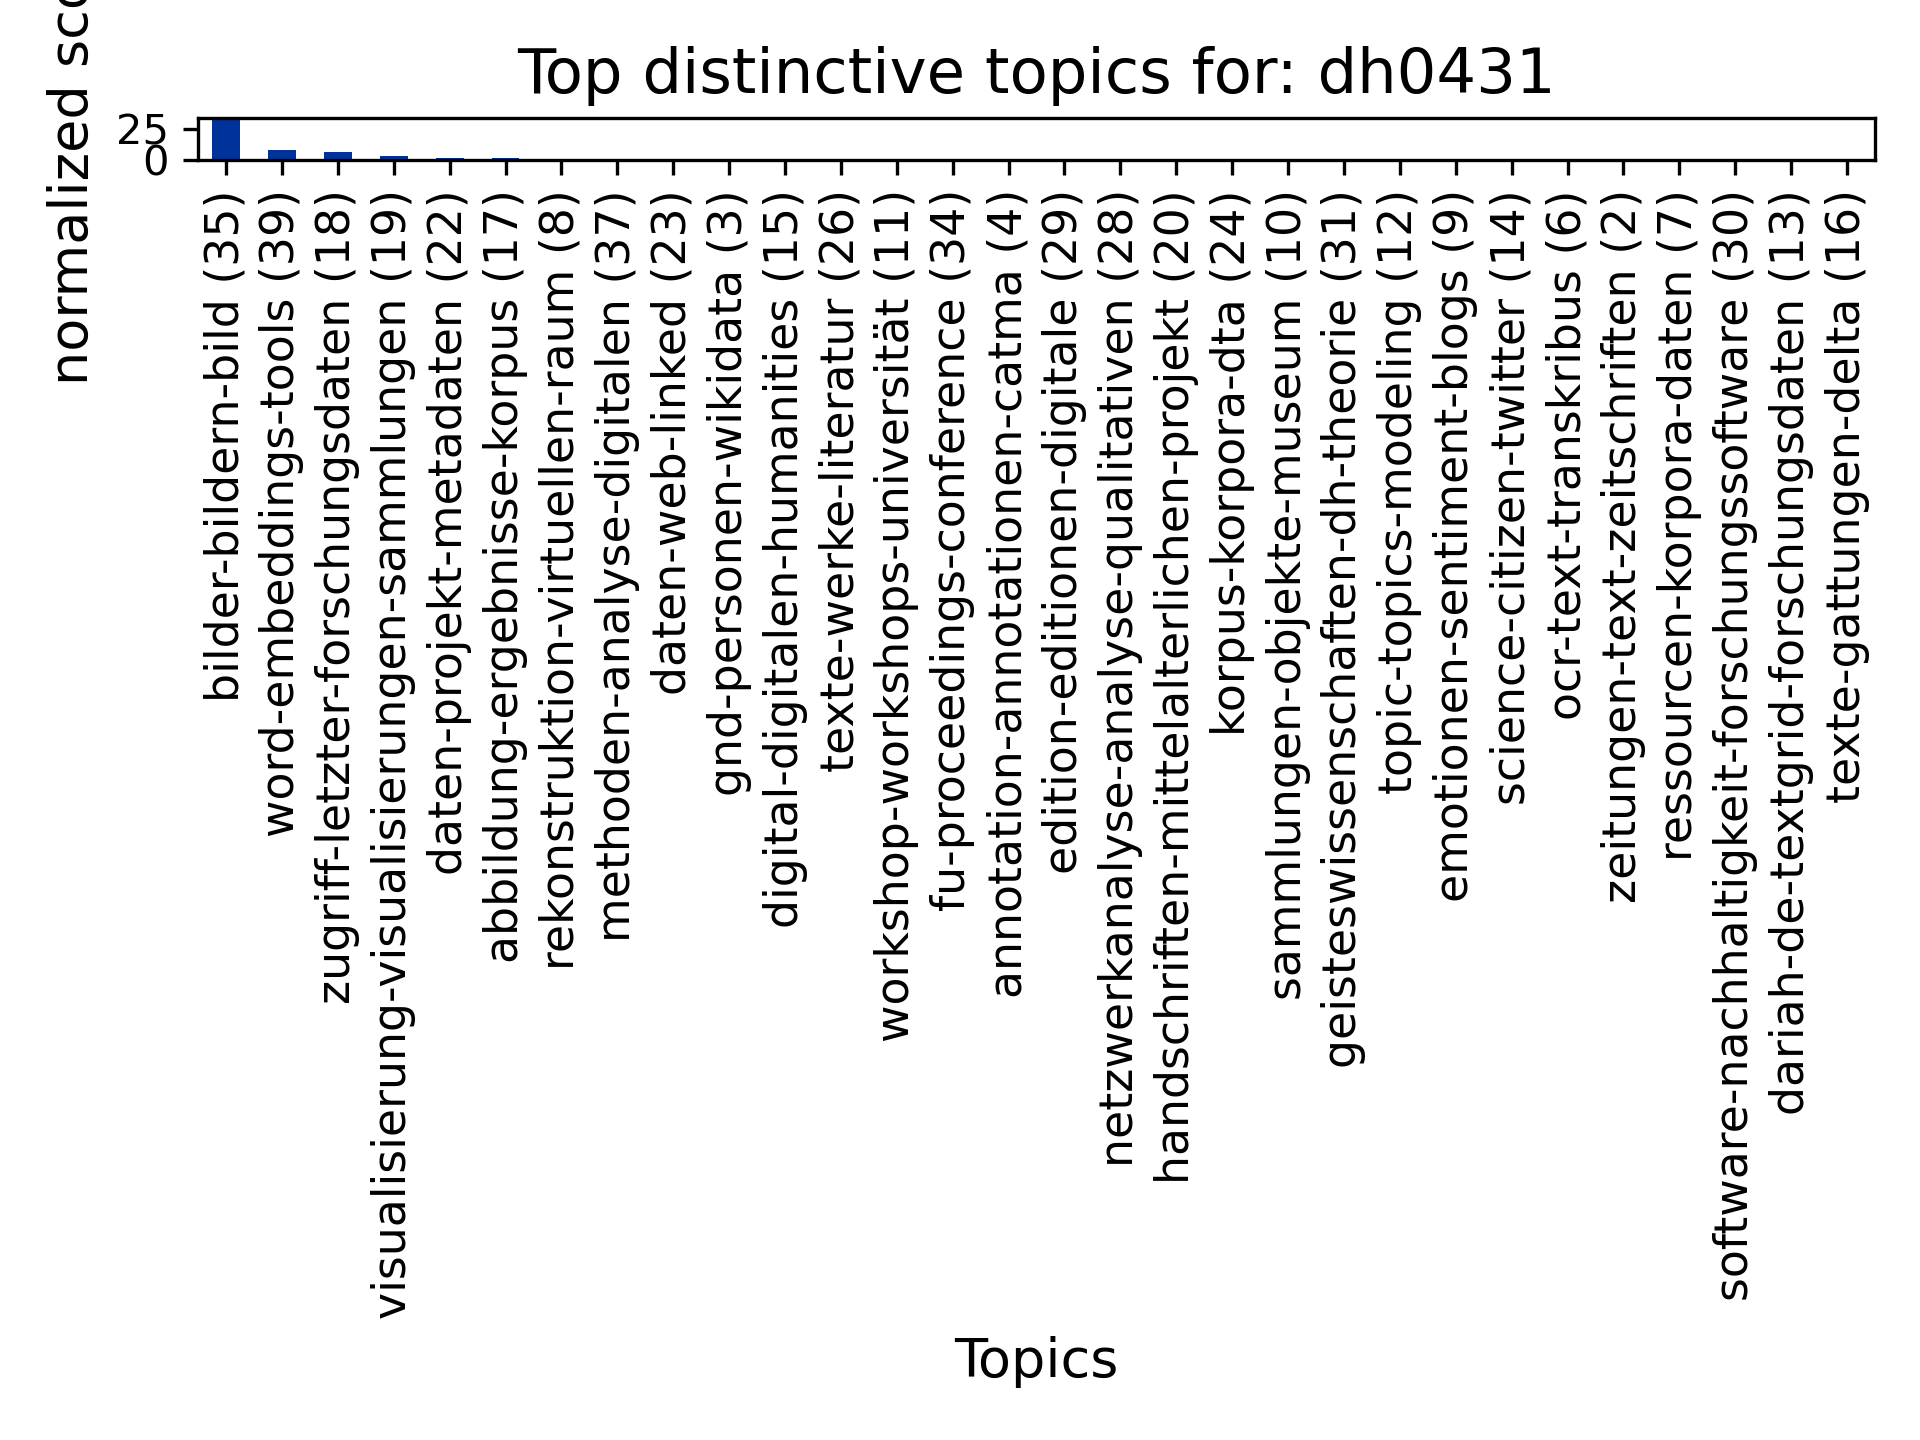 Top distinctive topics for: dh0431
normalized sco
25
0
bilder-bildern-bild (35)
word-embeddings-tools (39)
zugriff-letzter-forschungsdaten (18)
visualisierung-visualisierungen-sammlungen (19)
daten-projekt-metadaten (22)
abbildung-ergebnisse-korpus (17)
rekonstruktion-virtuellen-raum (8)
methoden-analyse-digitalen (37)
daten-web-linked (23)
gnd-personen-wikidata (3)
digital-digitalen-humanities (15)
texte-werke-literatur (26)
workshop-workshops-universität (11)
fu-proceedings-conference (34)
annotation-annotationen-catma (4)
edition-editionen-digitale (29)
netzwerkanalyse-analyse-qualitativen (28)
handschriften-mittelalterlichen-projekt (20)
korpus-korpora-dta (24)
sammlungen-objekte-museum (10)
geisteswissenschaften-dh-theorie (31)
topic-topics-modeling (12)
emotionen-sentiment-blogs (9)
science-citizen-twitter (14)
ocr-text-transkribus (6)
zeitungen-text-zeitschriften (2)
ressourcen-korpora-daten (7)
software-nachhaltigkeit-forschungssoftware (30)
dariah-de-textgrid-forschungsdaten (13)
texte-gattungen-delta (16)
Topics